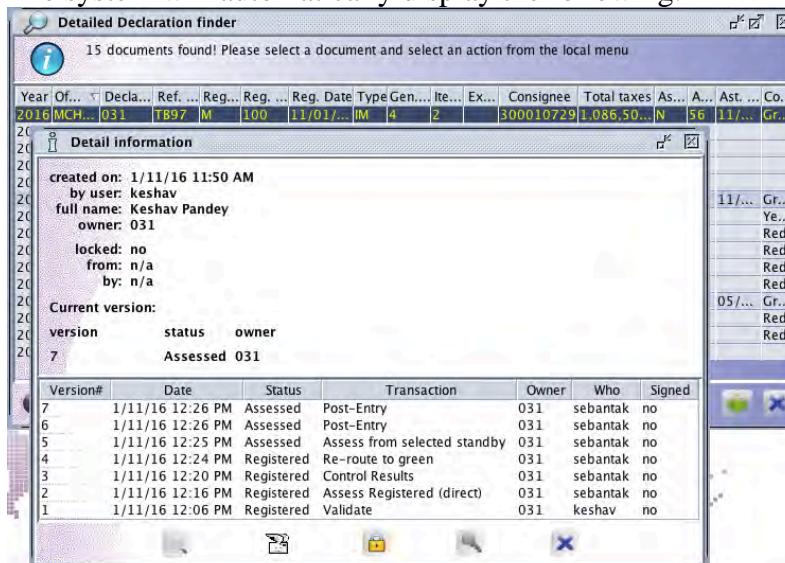 Detailed Declaration finder
15 documents found! Please select a document and select an action from the local menu
Year Of... Decla... Ref. ... Reg... Reg. ... Reg. Date Type Gen.... Ite... Ex... Consignee Total taxes As... A... Ast. ... Co.
2016 MCH... 031 TB97 M 100 11/01/... IM 4 2 300010729 1,086,50... N 56 11/... Gr...
Detail information
created on: 1/11/16 11:50 AM
by user: keshav
full name: Keshav Pandey
owner: 031
locked: no
from: n/a
by: n/a
Current version:
version status owner
7 Assessed 031
11/... Gr..
Ye..
Red
Red
Red
Red
05/... Gr..
Red
Red
Version# Date Status Transaction Owner Who Signed
7 1/11/16 12:26 PM Assessed Post-Entry 031 sebantak no
6 1/11/16 12:26 PM Assessed Post-Entry 031 sebantak no
5 1/11/16 12:25 PM Assessed Assess from selected standby 031 sebantak no
4 1/11/16 12:24 PM Registered Re-route to green 031 sebantak no
3 1/11/16 12:20 PM Registered Control Results 031 sebantak no
2 1/11/16 12:16 PM Registered Assess Registered (direct) 031 sebantak no
1 1/11/16 12:06 PM Registered Validate 031 keshav no